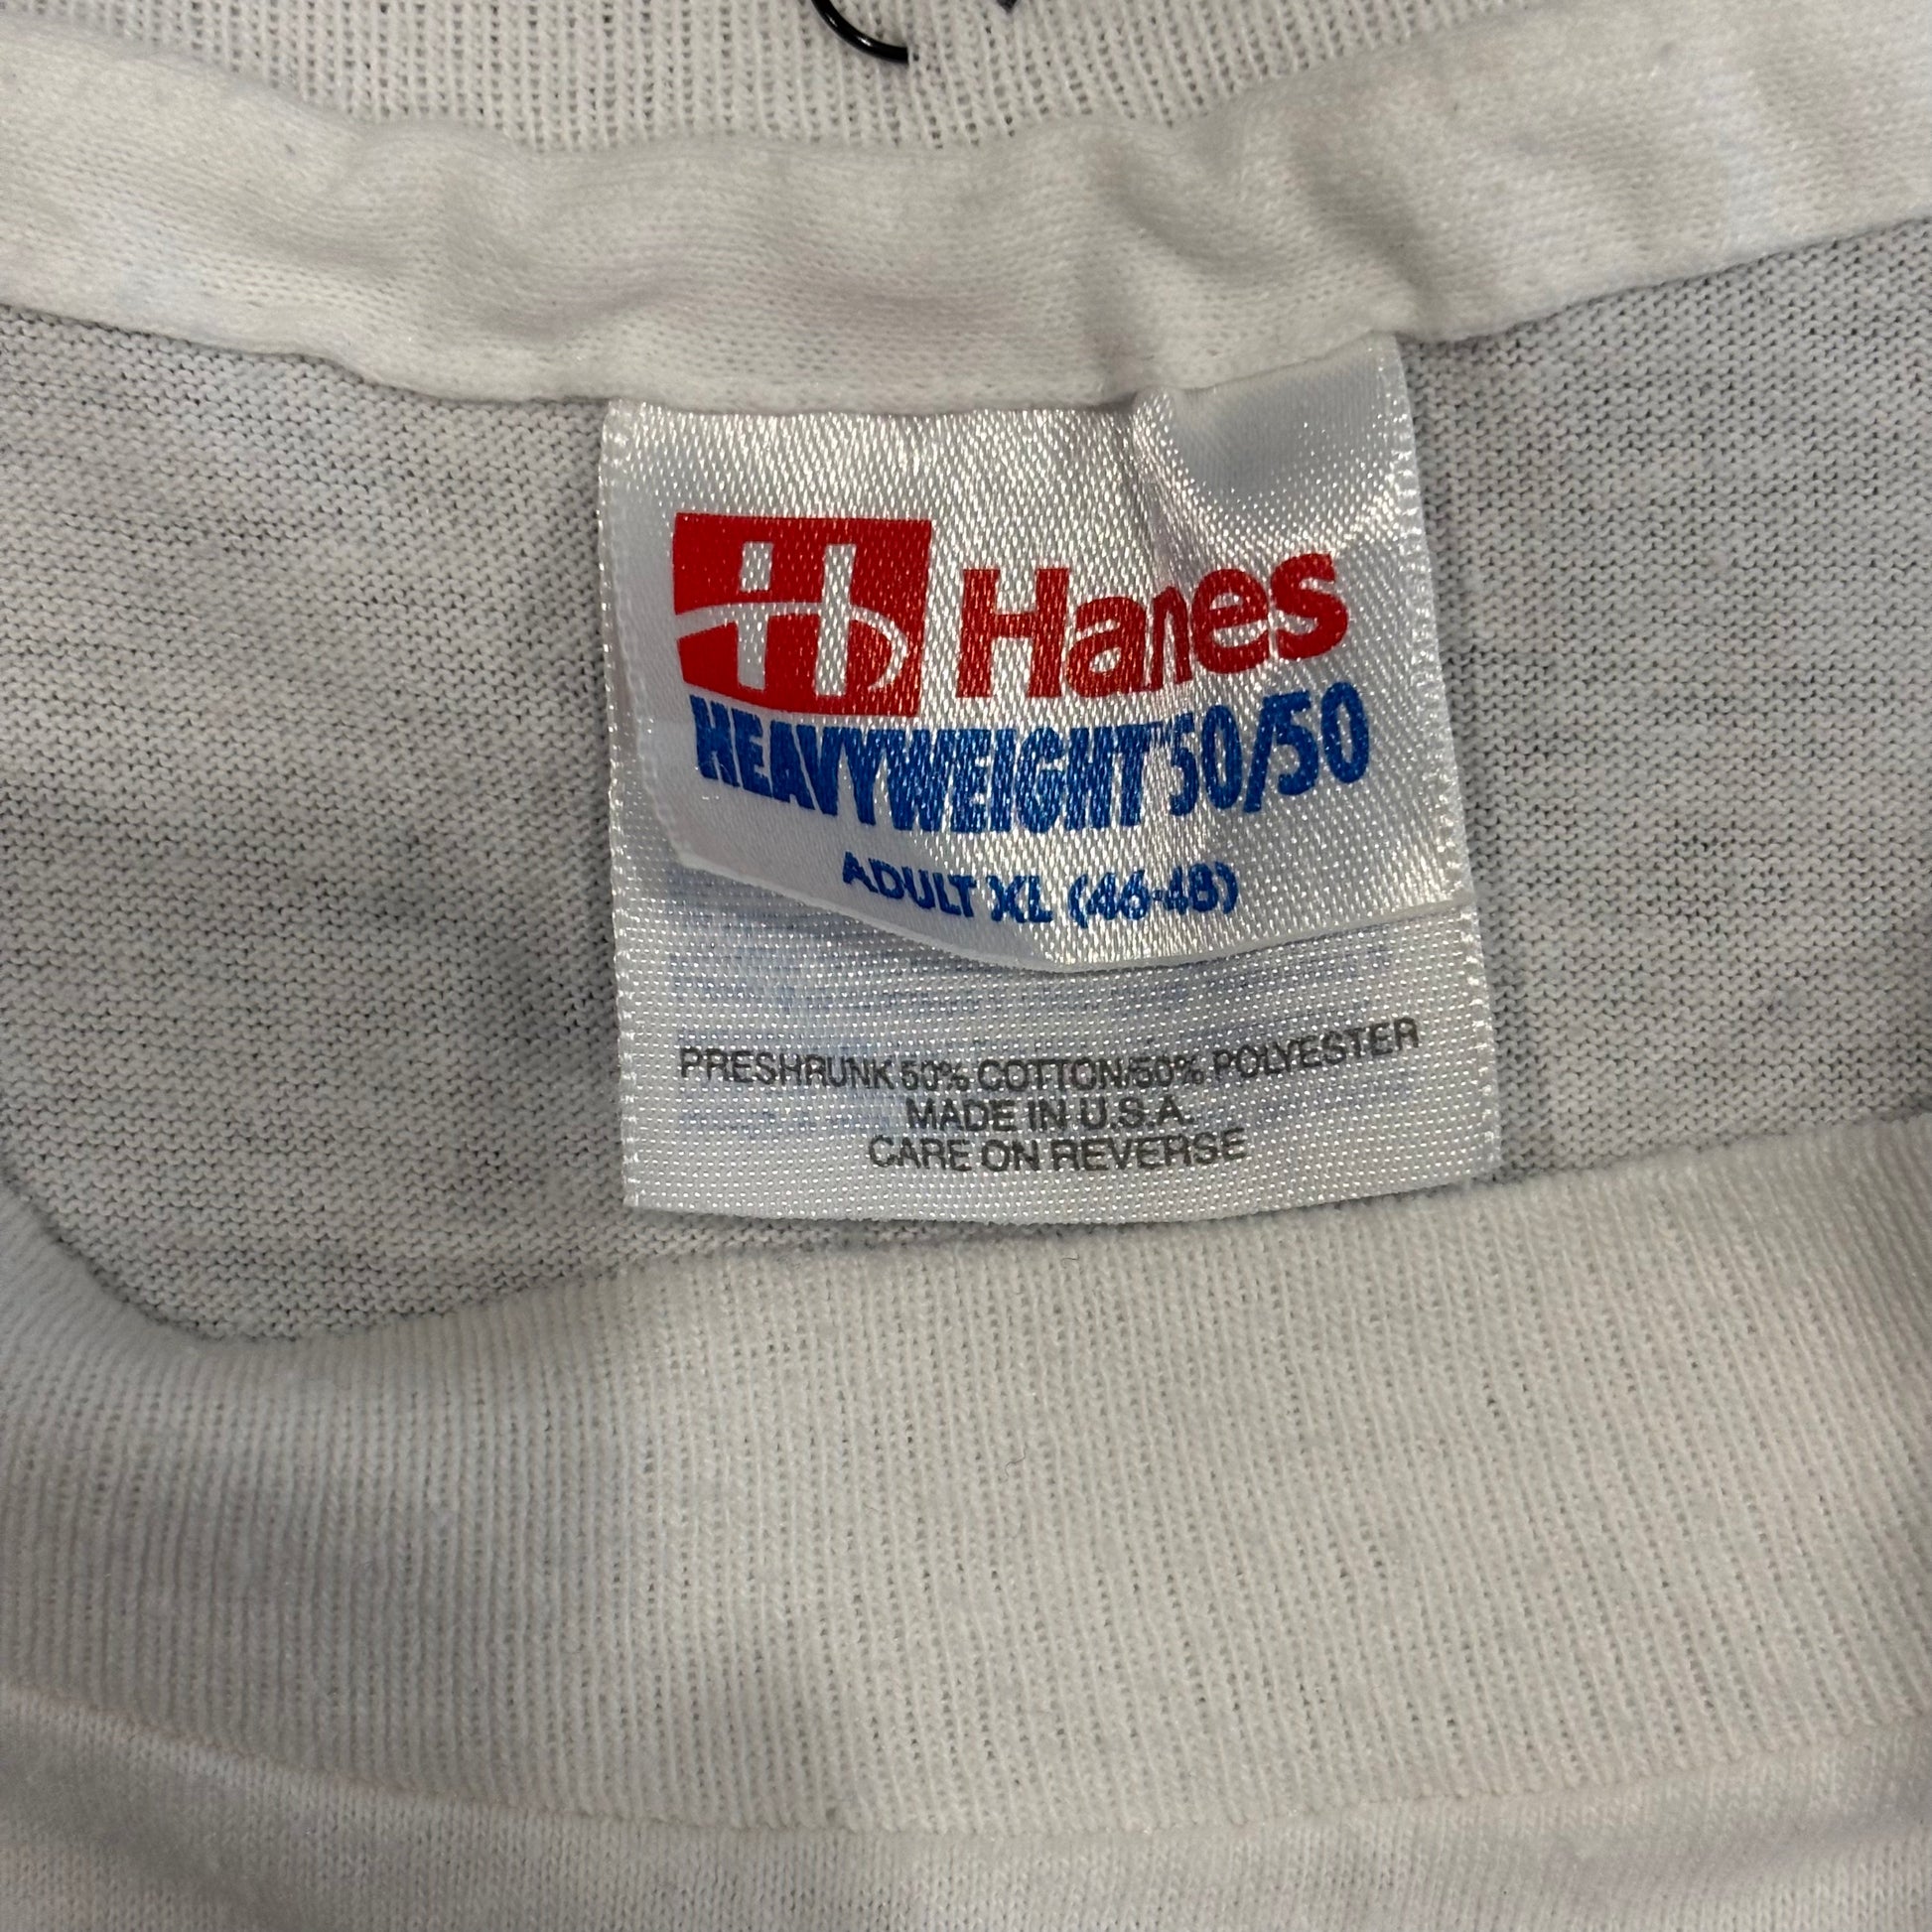 Hanes
HEAVYWEIGHT 50/50
ADULT XL (46-48)
PRESHRUNK 50% COTTON/50% POLYESTER
MADE IN U.S.A.
CARE ON REVERSE